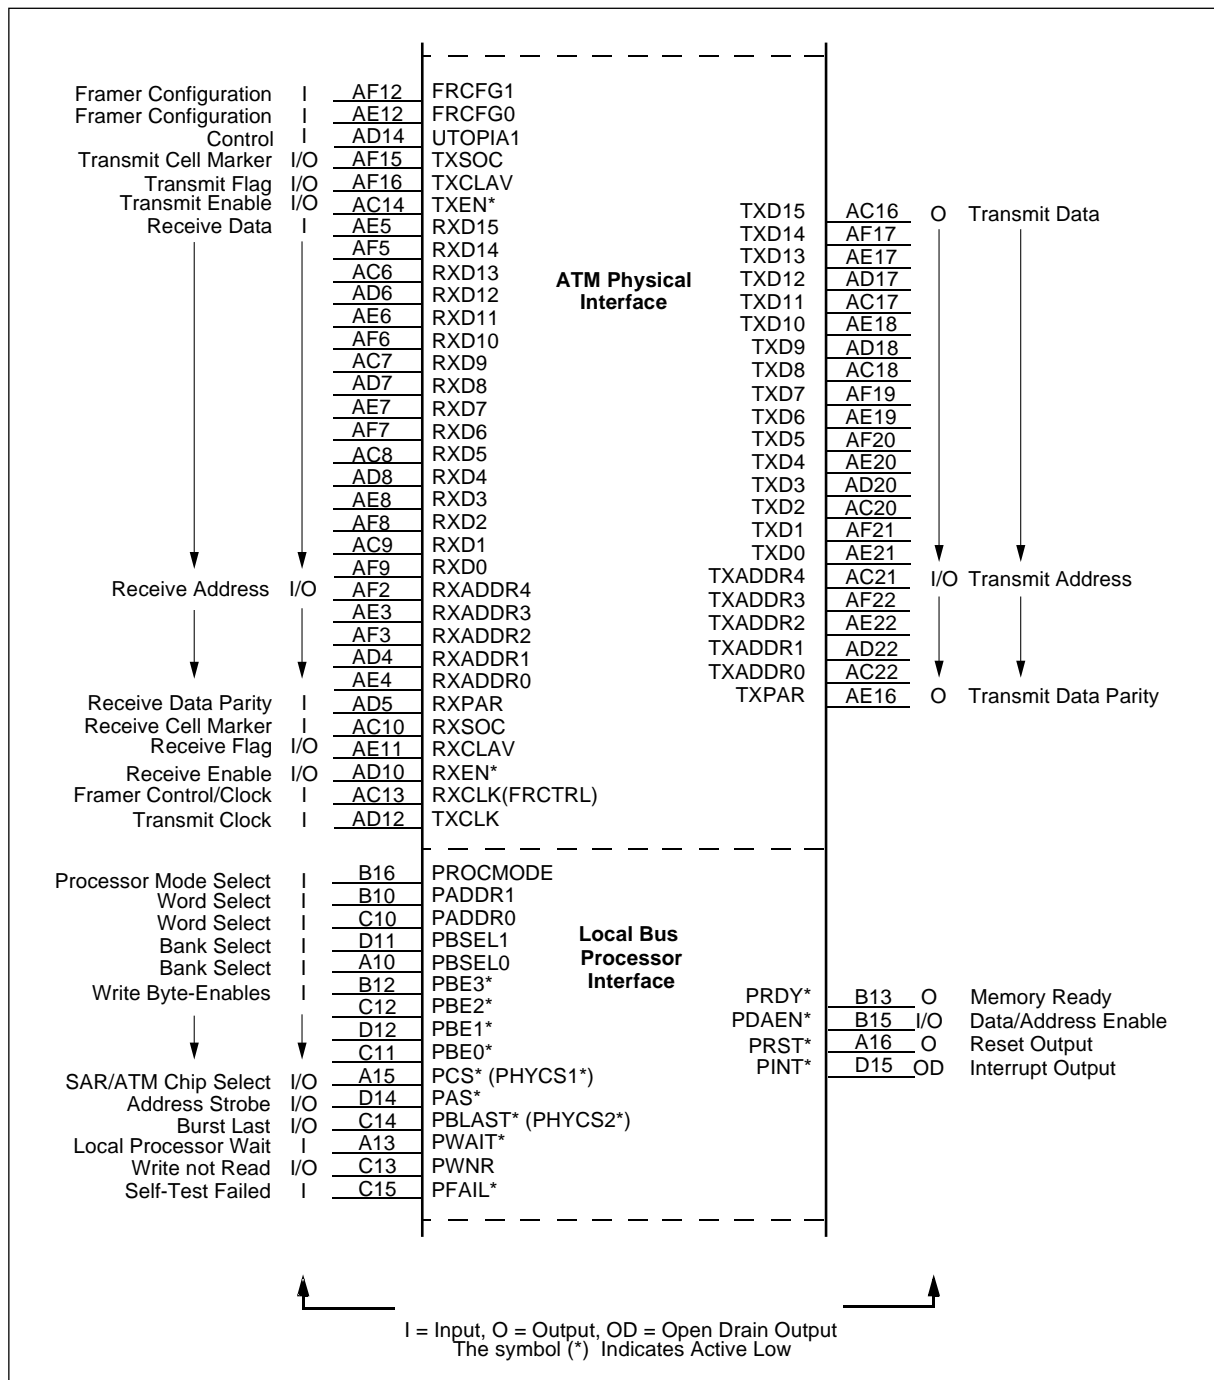 Framer Configuration I AF12 FRCFG1
Framer Configuration I AE12 FRCFG0
Control I AD14 UTOPIA1
Transmit Cell Marker I/O AF15 TXSOC
Transmit Flag I/O AF16 TXCLAV
Transmit Enable I/O AC14 TXEN*
Receive Data I AE5 RXD15
AF5 RXD14
AC6 RXD13
AD6 RXD12
AE6 RXD11
AF6 RXD10
AC7 RXD9
AD7 RXD8
AE7 RXD7
AF7 RXD6
AC8 RXD5
AD8 RXD4
AE8 RXD3
AF8 RXD2
AC9 RXD1
AF9 RXD0
Receive Address I/O AF2 RXADDR4
AE3 RXADDR3
AF3 RXADDR2
AD4 RXADDR1
AE4 RXADDR0
Receive Data Parity I AD5 RXPAR
Receive Cell Marker I AC10 RXSOC
Receive Flag I/O AE11 RXCLAV
Receive Enable I/O AD10 RXEN*
Framer Control/Clock I AC13 RXCLK(FRCTRL)
Transmit Clock I AD12 TXCLK
ATM Physical
Interface
TXD15 AC16 O Transmit Data
TXD14 AF17
TXD13 AE17
TXD12 AD17
TXD11 AC17
TXD10 AE18
TXD9 AD18
TXD8 AC18
TXD7 AF19
TXD6 AE19
TXD5 AF20
TXD4 AE20
TXD3 AD20
TXD2 AC20
TXD1 AF21
TXD0 AE21
TXADDR4 AC21 I/O Transmit Address
TXADDR3 AF22
TXADDR2 AE22
TXADDR1 AD22
TXADDR0 AC22
TXPAR AE16 O Transmit Data Parity
Processor Mode Select I B16 PROCMODE
Word Select I B10 PADDR1
Word Select I C10 PADDR0
Bank Select I D11 PBSEL1
Bank Select I A10 PBSEL0
Write Byte-Enables I B12 PBE3*
C12 PBE2*
D12 PBE1*
C11 PBE0*
SAR/ATM Chip Select I/O A15 PCS* (PHYCS1*)
Address Strobe I/O D14 PAS*
Burst Last I/O C14 PBLAST* (PHYCS2*)
Local Processor Wait I A13 PWAIT*
Write not Read I/O C13 PWNR
Self-Test Failed I C15 PFAIL*
Local Bus
Processor
Interface
PRDY* B13 O Memory Ready
PDAEN* B15 I/O Data/Address Enable
PRST* A16 O Reset Output
PINT* D15 OD Interrupt Output
I = Input, O = Output, OD = Open Drain Output
The symbol (*) Indicates Active Low